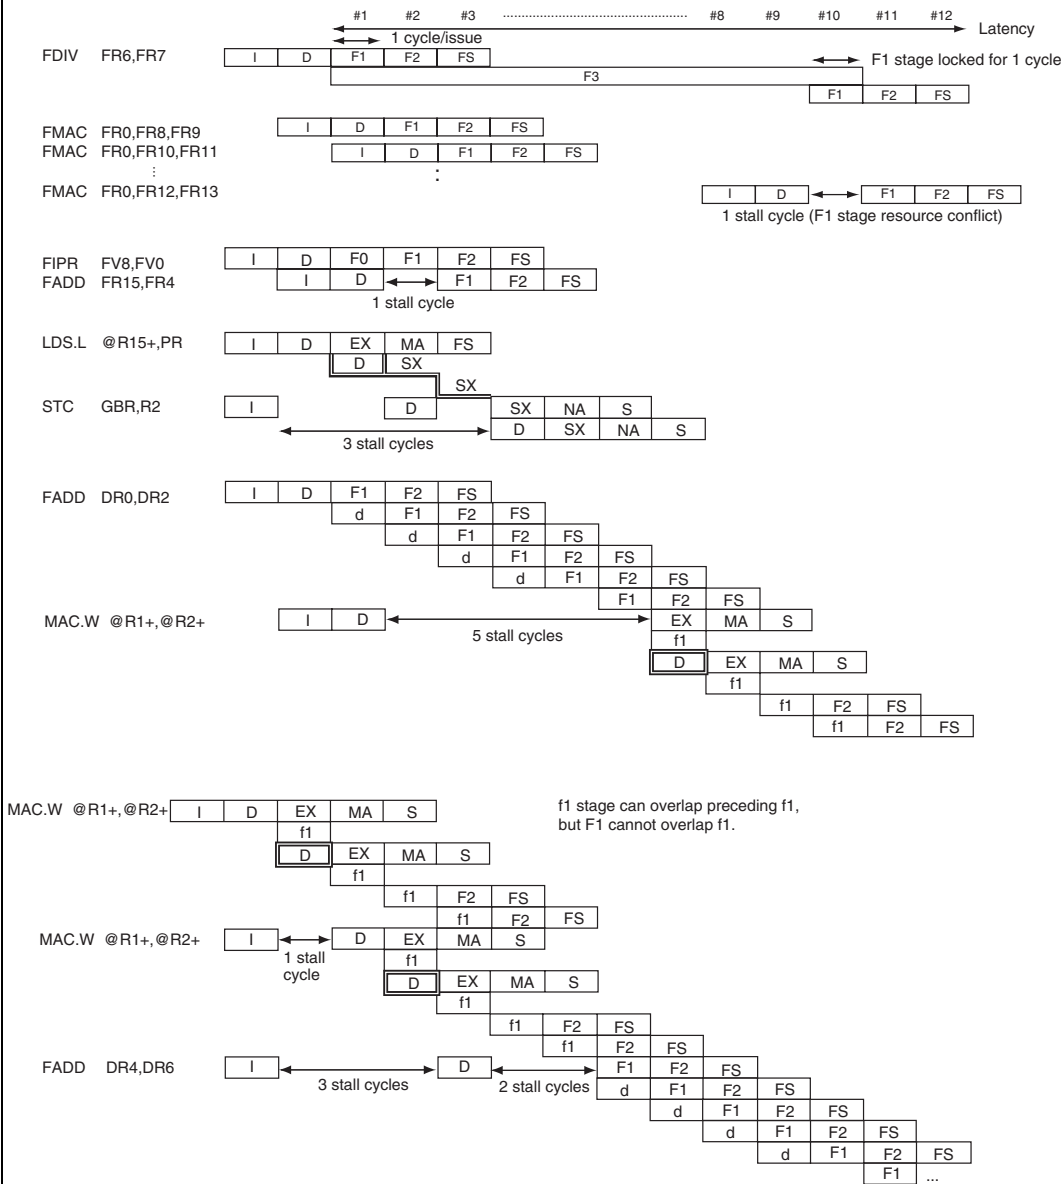 #1 #2 #3 ........................................................ #8 #9 #10 #11 #12
Latency
1 cycle/issue
FDIV FR6,FR7 I D F1 F2 FS F1 stage locked for 1 cycle
F3
F1 F2 FS
FMAC FR0,FR8,FR9 I D F1 F2 FS
FMAC FR0,FR10,FR11 I D F1 F2 FS
⋮ :
FMAC FR0,FR12,FR13 I D F1 F2 FS
1 stall cycle (F1 stage resource conflict)
FIPR FV8,FV0 I D F0 F1 F2 FS
FADD FR15,FR4 I D F1 F2 FS
1 stall cycle
LDS.L @R15+,PR I D EX MA FS
D SX
SX
STC GBR,R2 I D SX NA S
D SX NA S
3 stall cycles
FADD DR0,DR2 I D F1 F2 FS
d F1 F2 FS
d F1 F2 FS
d F1 F2 FS
d F1 F2 FS
F1 F2 FS
MAC.W @R1+,@R2+ I D EX MA S
5 stall cycles f1
D EX MA S
f1
f1 F2 FS
f1 F2 FS
MAC.W @R1+,@R2+ I D EX MA S
f1 stage can overlap preceding f1,
but F1 cannot overlap f1.
f1
D EX MA S
f1
f1 F2 FS
f1 F2 FS
MAC.W @R1+,@R2+ I D EX MA S
1 stall
cycle
f1
D EX MA S
f1
f1 F2 FS
f1 F2 FS
FADD DR4,DR6 I D F1 F2 FS
3 stall cycles 2 stall cycles d F1 F2 FS
d F1 F2 FS
d F1 F2 FS
d F1 F2 FS
F1 ...